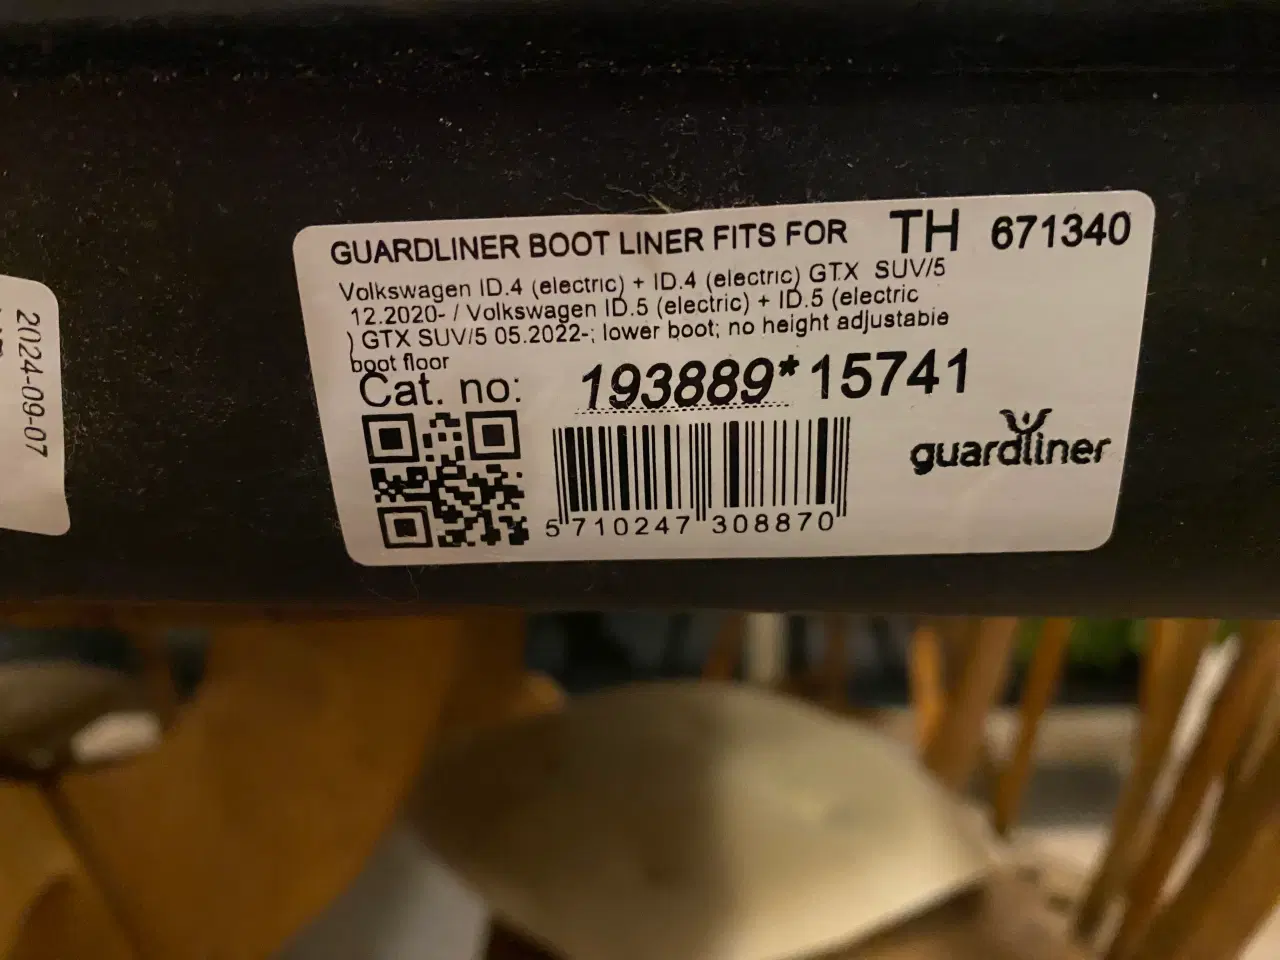 GUARDLINER BOOT LINER FITS FOR TH 671340
Volkswagen ID.4 (electric) + ID.4 (electric) GTX SUV/5
12.2020- / Volkswagen ID.5 (electric) + ID.5 (electric
) GTX SUV/5 05.2022-; lower boot; no height adjustable
boot floor
Cat. no: 193889*15741
guardliner
5 710247 308870
2024-09-07